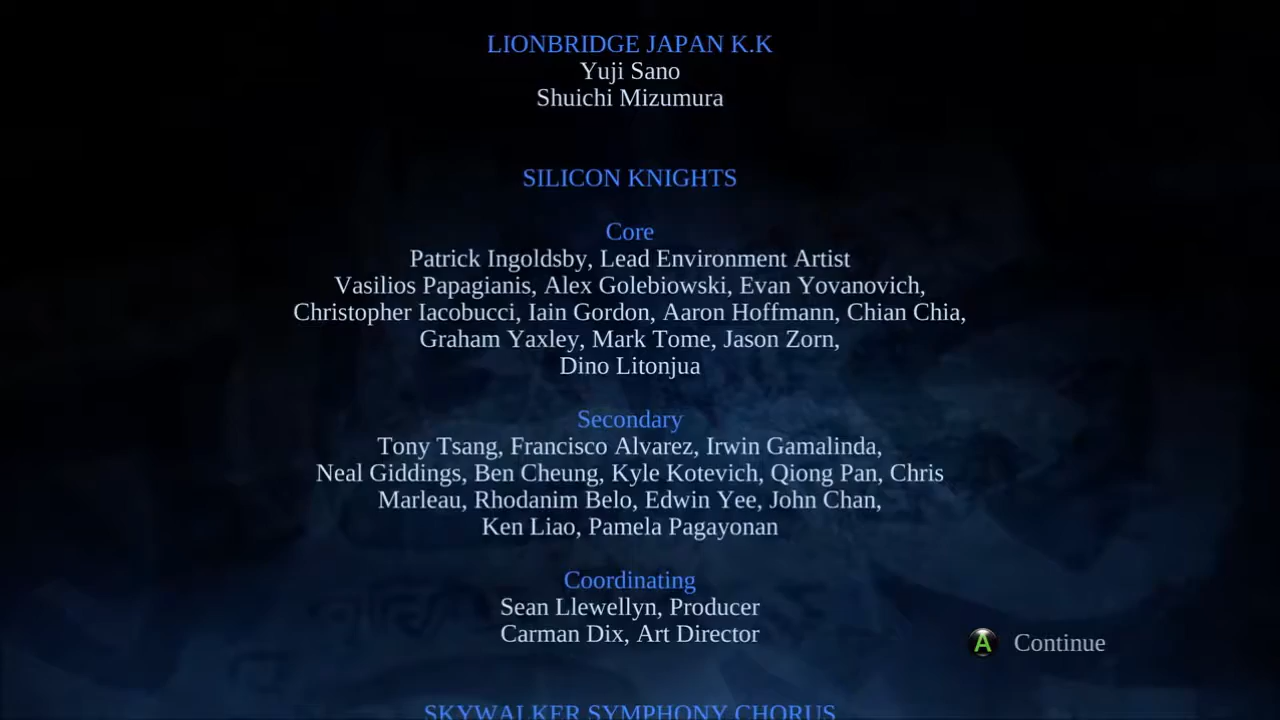 LIONBRIDGE JAPAN K.K
Yuji Sano
Shuichi Mizumura
SILICON KNIGHTS
Core
Patrick Ingoldsby, Lead Environment Artist
Vasilios Papagianis, Alex Golebiowski, Evan Yovanovich,
Christopher Iacobucci, Iain Gordon, Aaron Hoffmann, Chian Chia,
Graham Yaxley, Mark Tome, Jason Zorn,
Dino Litonjua
Secondary
Tony Tsang, Francisco Alvarez, Irwin Gamalinda,
Neal Giddings, Ben Cheung, Kyle Kotevich, Qiong Pan, Chris
Marleau, Rhodanim Belo, Edwin Yee, John Chan,
Ken Liao, Pamela Pagayonan
Coordinating
Sean Llewellyn, Producer
Carman Dix, Art Director
A Continue
SKYWALKER SYMPHONY CHORUS